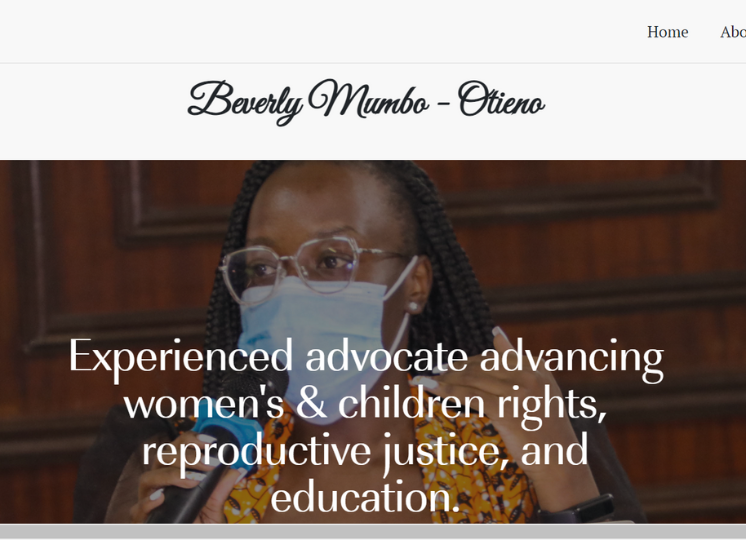 Home Abo
Beverly Mumbo - Otieno
Experienced advocate advancing
women's & children rights,
reproductive justice, and
education.